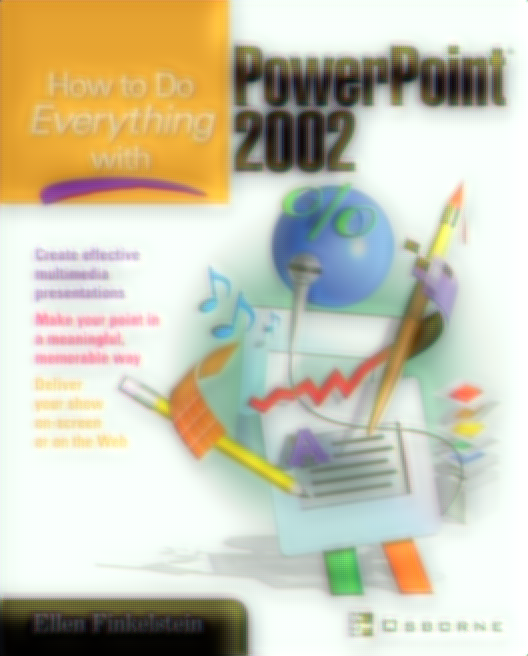 How to Do
Everything
with
PowerPoint
2002
%
Create effective
multimedia
presentations
Make your point in
a meaningful,
memorable way
Deliver
your show
on-screen
or on the Web
A
Ellen Finkelstein
OSBORNE